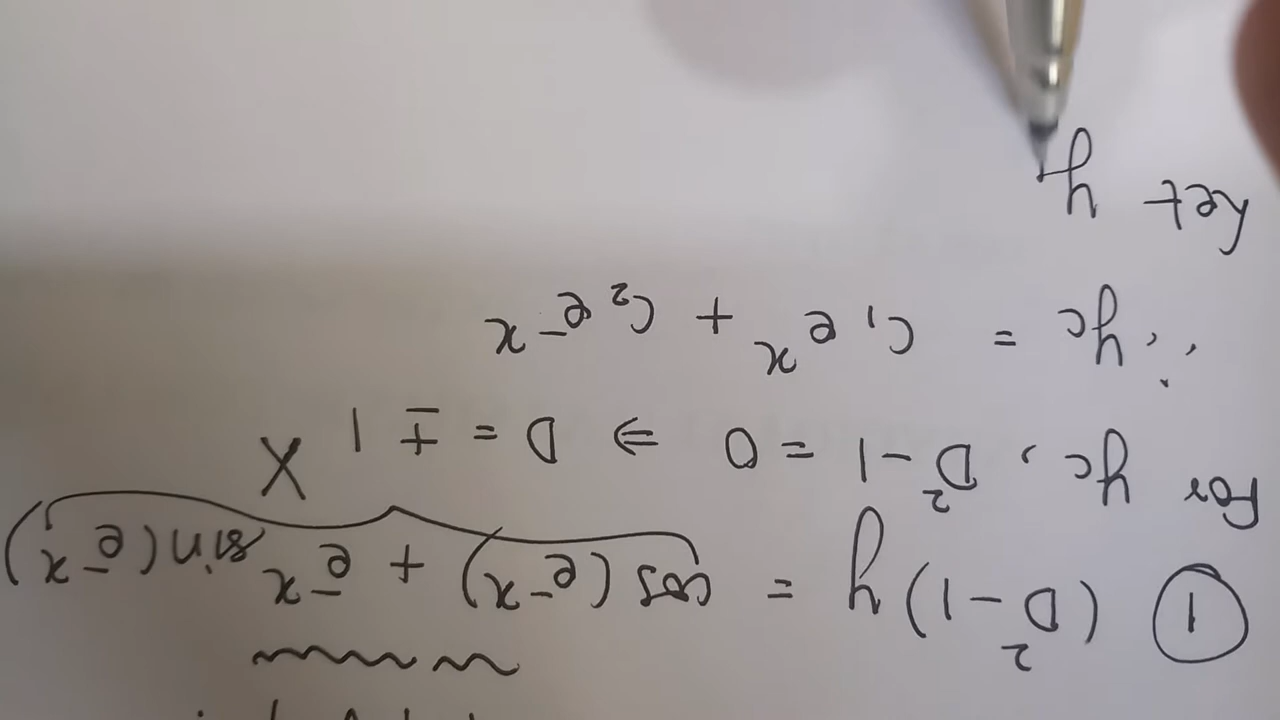 ① (D²-1)y = cos(e⁻ˣ) + e⁻ˣ sin(e⁻ˣ)
X
For yc, D²-1 = 0 ⇒ D = ∓ 1
∴ yc = C₁eˣ + C₂e⁻ˣ
Let y